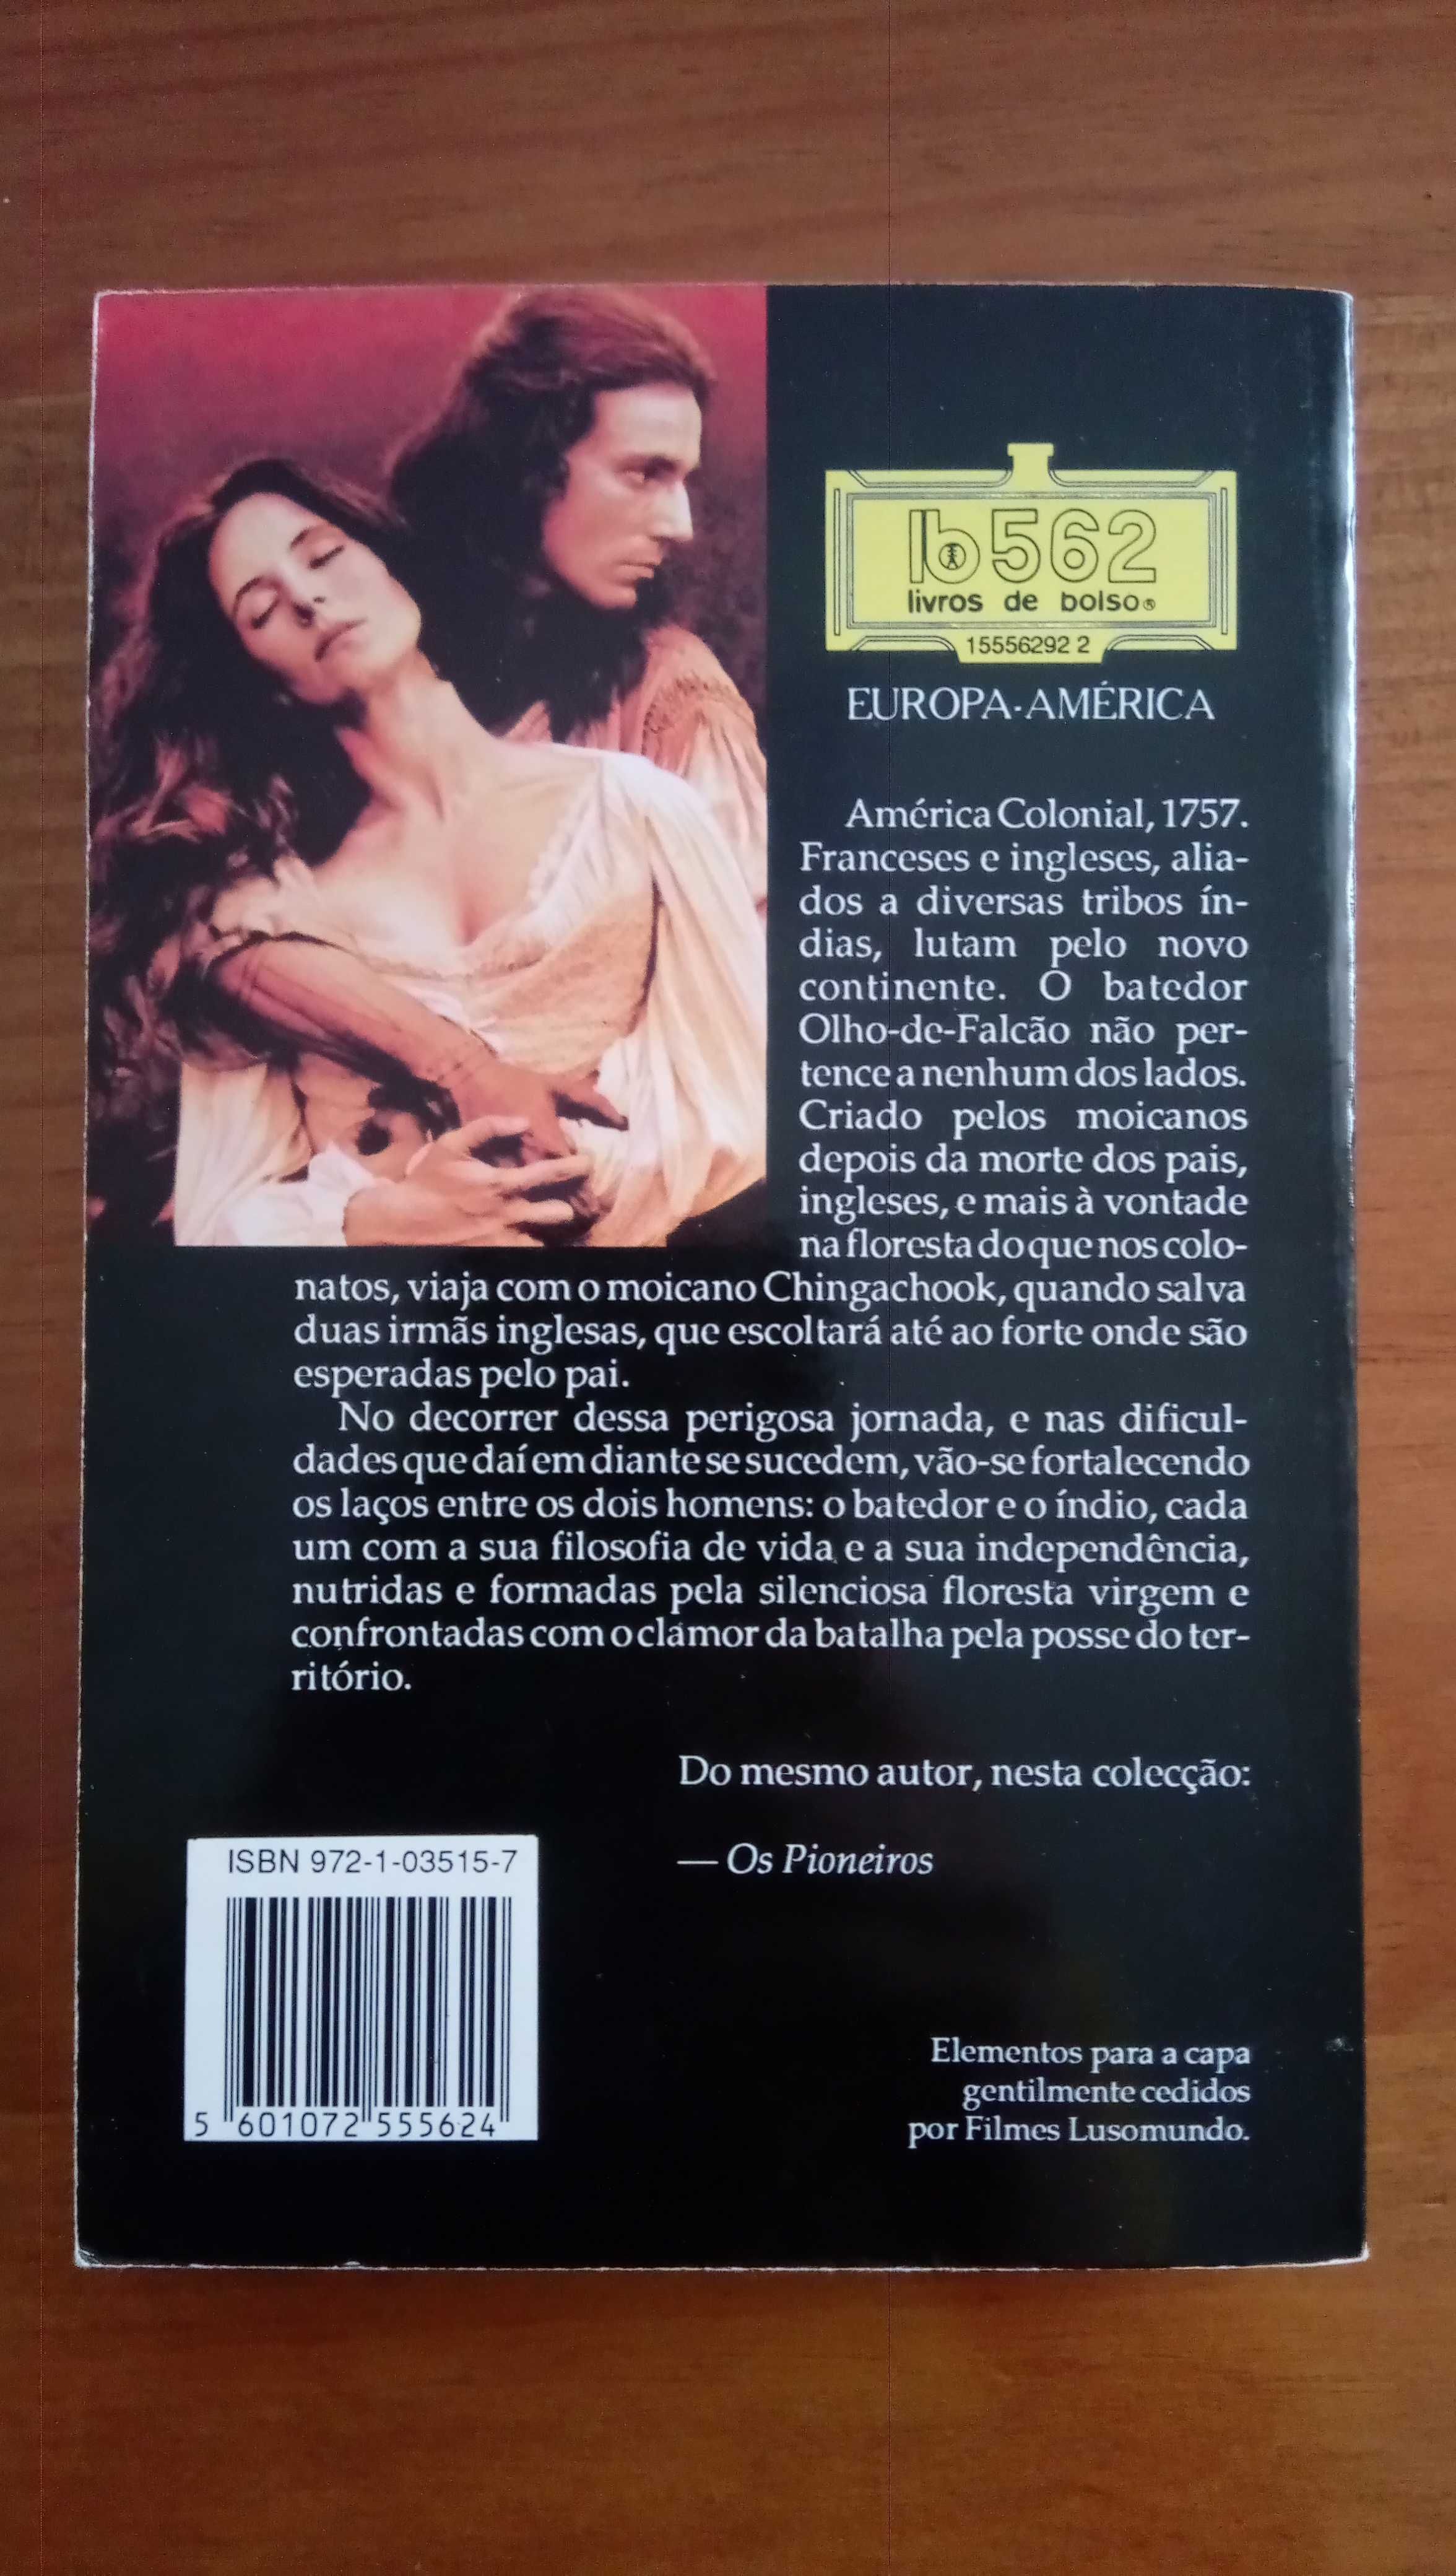 lb562
livros de bolso®
15556292 2
EUROPA-AMÉRICA
América Colonial, 1757.
Franceses e ingleses, alia-
dos a diversas tribos ín-
dias, lutam pelo novo
continente. O batedor
Olho-de-Falcão não per-
tence a nenhum dos lados.
Criado pelos moicanos
depois da morte dos pais,
ingleses, e mais à vontade
na floresta do que nos colo-
natos, viaja com o moicano Chingachook, quando salva
duas irmãs inglesas, que escoltará até ao forte onde são
esperadas pelo pai.
No decorrer dessa perigosa jornada, e nas dificul-
dades que daí em diante se sucedem, vão-se fortalecendo
os laços entre os dois homens: o batedor e o índio, cada
um com a sua filosofia de vida e a sua independência,
nutridas e formadas pela silenciosa floresta virgem e
confrontadas com o clamor da batalha pela posse do ter-
ritório.
Do mesmo autor, nesta colecção:
— Os Pioneiros
ISBN 972-1-03515-7
5 601072 555624
Elementos para a capa
gentilmente cedidos
por Filmes Lusomundo.